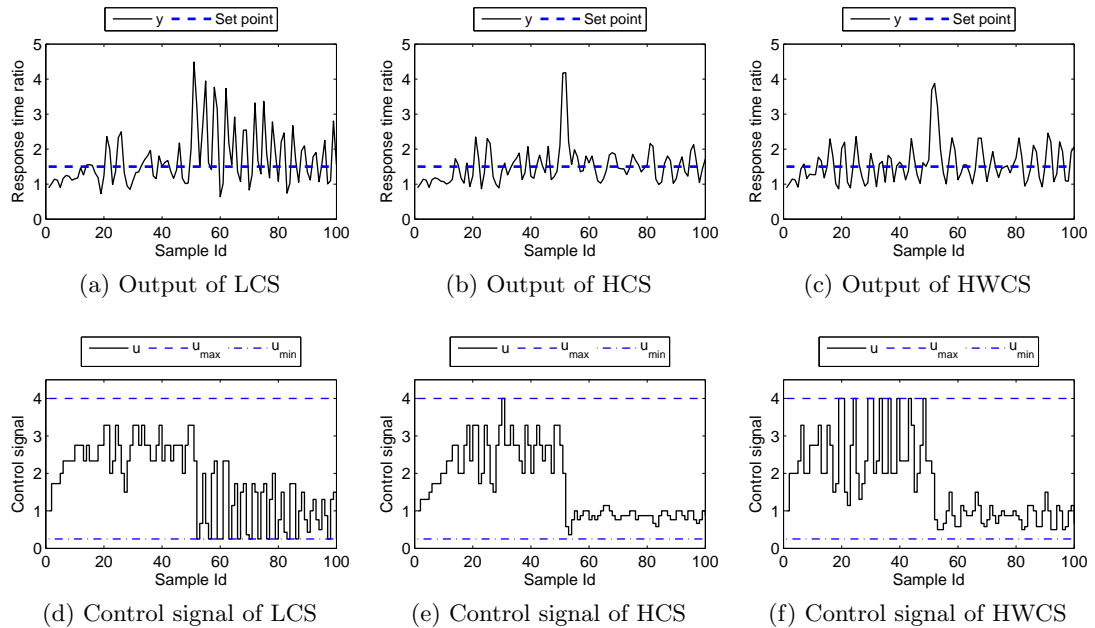 y Set point
5
4
3
2
1
0
Response time ratio
0 20 40 60 80 100
Sample Id
(a) Output of LCS
y Set point
5
4
3
2
1
0
Response time ratio
0 20 40 60 80 100
Sample Id
(b) Output of HCS
y Set point
5
4
3
2
1
0
Response time ratio
0 20 40 60 80 100
Sample Id
(c) Output of HWCS
u u_max u_min
4
3
2
1
0
Control signal
0 20 40 60 80 100
Sample Id
(d) Control signal of LCS
u u_max u_min
4
3
2
1
0
Control signal
0 20 40 60 80 100
Sample Id
(e) Control signal of HCS
u u_max u_min
4
3
2
1
0
Control signal
0 20 40 60 80 100
Sample Id
(f) Control signal of HWCS